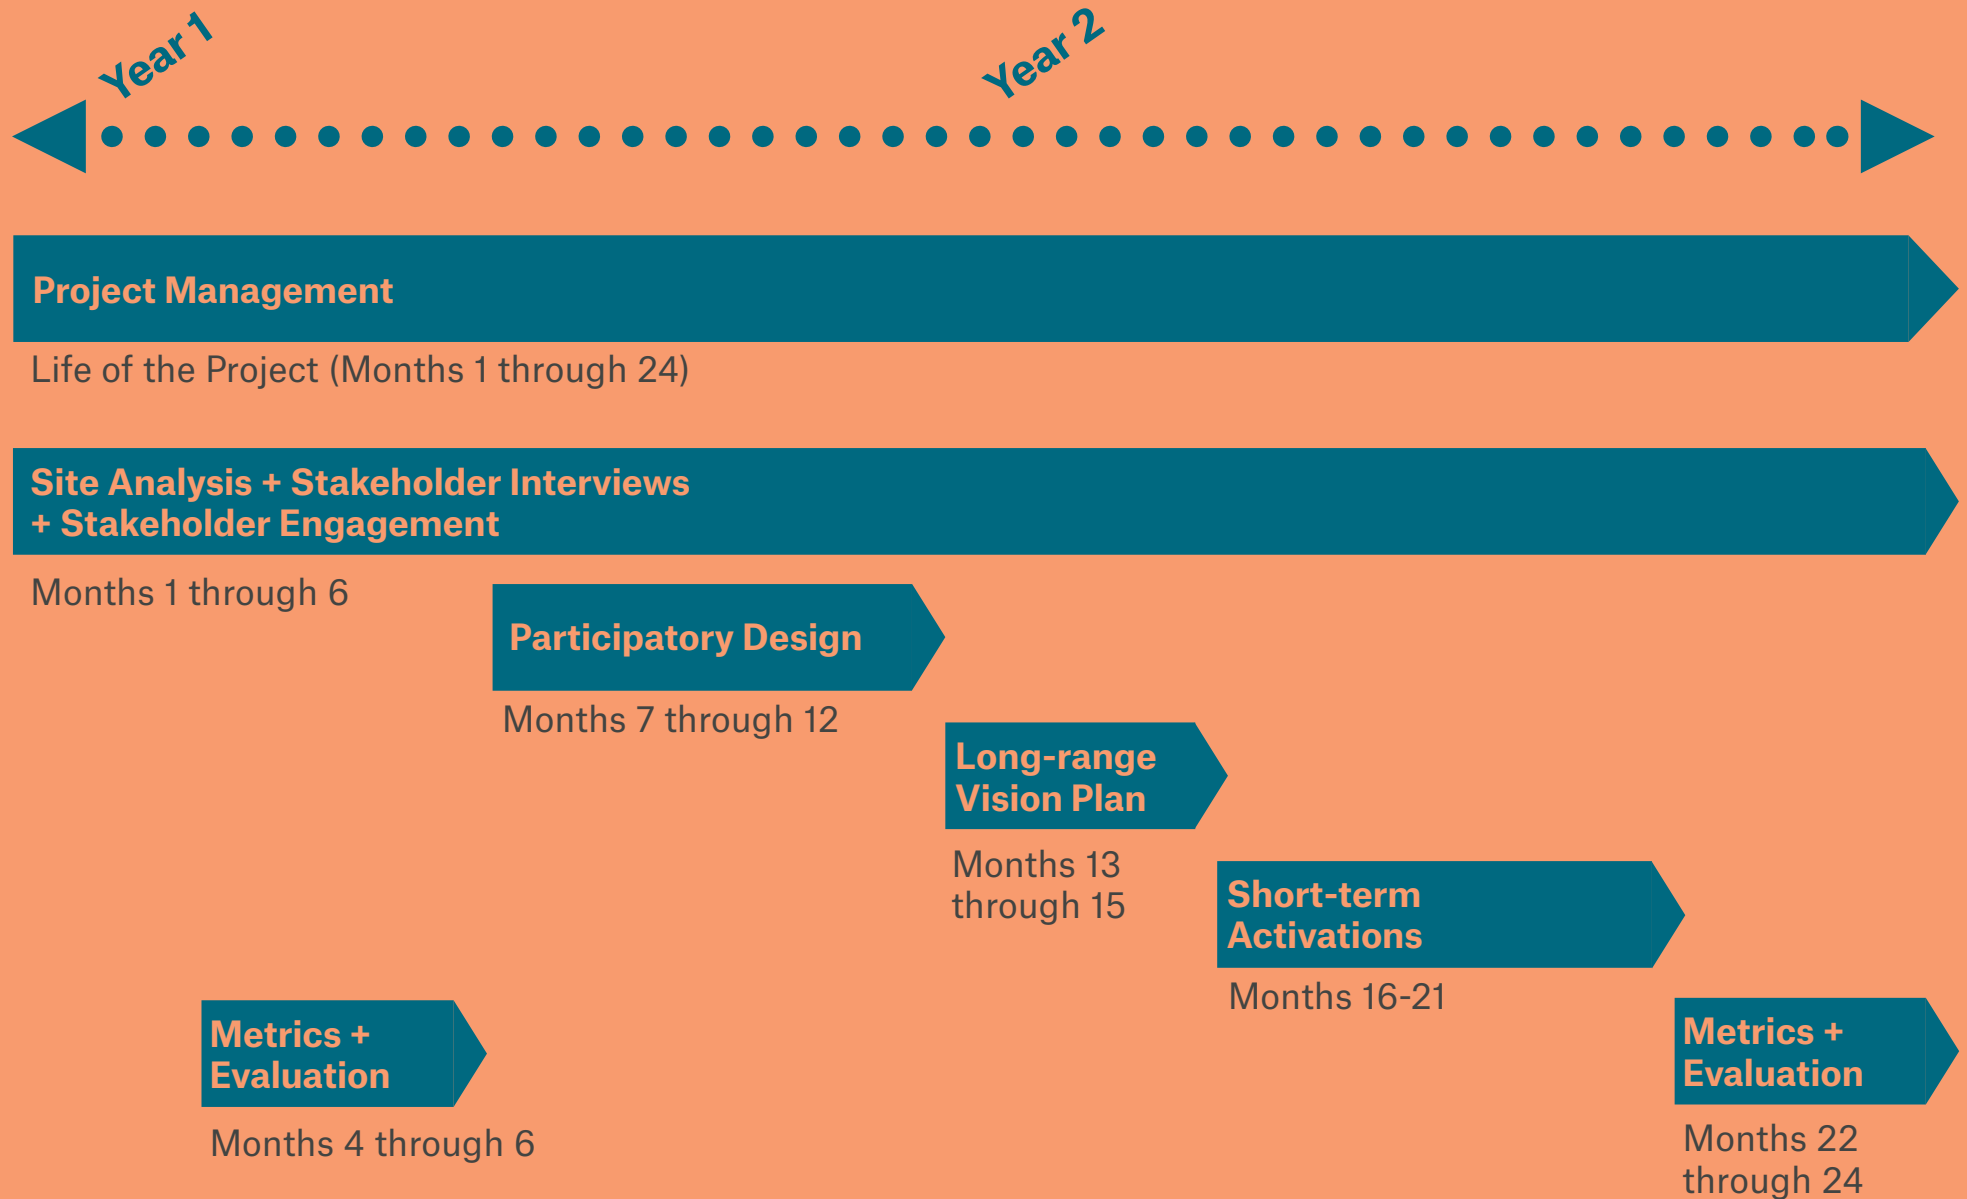 Year 1
Year 2
Project Management
Life of the Project (Months 1 through 24)
Site Analysis + Stakeholder Interviews
+ Stakeholder Engagement
Months 1 through 6
Participatory Design
Months 7 through 12
Long-range
Vision Plan
Months 13
through 15
Short-term
Activations
Months 16-21
Metrics +
Evaluation
Months 4 through 6
Metrics +
Evaluation
Months 22
through 24